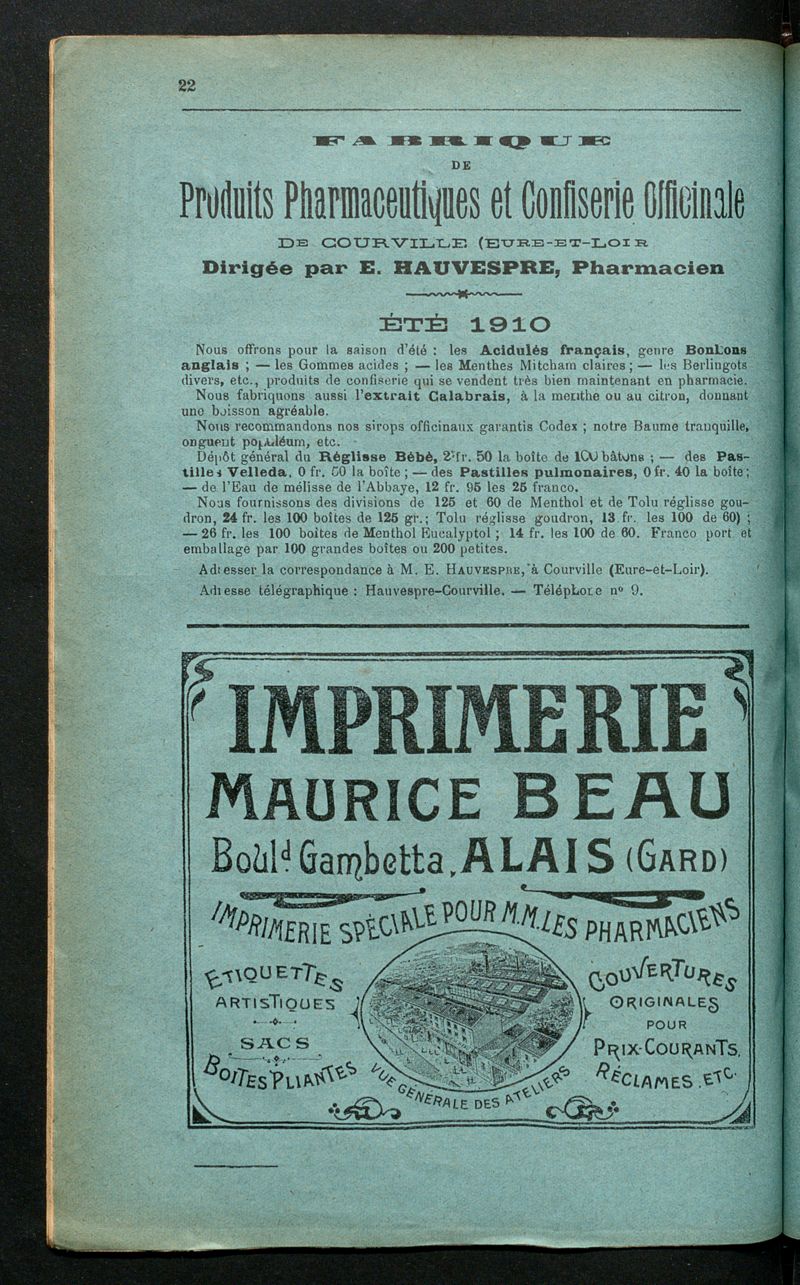 22
FABRIQUE
DE
Produits Pharmaceutiques et Confiserie Officinale
DE COURVILLE (EURE-ET-LOIR
Dirigée par E. HAUVESPRE, Pharmacien
ÉTÉ 1910
Nous offrons pour la saison d'été : les Acidulés français, genre Bonbons
anglais ; — les Gommes acides ; — les Menthes Mitcham claires ; — les Berlingots
divers, etc., produits de confiserie qui se vendent très bien maintenant en pharmacie.
Nous fabriquons aussi l'extrait Calabrais, à la menthe ou au citron, donnant
une boisson agréable.
Nous recommandons nos sirops officinaux garantis Codex ; notre Baume tranquille,
onguent populéum, etc.
Dépôt général du Réglisse Bébé, 2 fr. 50 la boîte de 100 bâtons ; — des Pas-
tilles Velleda, 0 fr. 50 la boîte ; — des Pastilles pulmonaires, 0 fr. 40 la boîte ;
— de l'Eau de mélisse de l'Abbaye, 12 fr. 95 les 25 franco.
Nous fournissons des divisions de 125 et 60 de Menthol et de Tolu réglisse gou-
dron, 24 fr. les 100 boîtes de 125 gr. ; Tolu réglisse goudron, 13 fr. les 100 de 60) ;
— 26 fr. les 100 boîtes de Menthol Eucalyptol ; 14 fr. les 100 de 60. Franco port et
emballage par 100 grandes boîtes ou 200 petites.
Adresser la correspondance à M. E. HAUVESPRE, à Courville (Eure-et-Loir).
Adresse télégraphique : Hauvespre-Courville. — Téléphone n° 9.
IMPRIMERIE
MAURICE BEAU
Boul.d Gambetta, ALAIS (GARD)
IMPRIMERIE SPÉCIALE POUR M.M. LES PHARMACIENS
ETIQUETTES
ARTISTIQUES
SACS
BOITES PLIANTES
VUE GÉNÉRALE DES ATELIERS
COUVERTURES
ORIGINALES
POUR
PRIX-COURANTS,
RÉCLAMES, ETC.